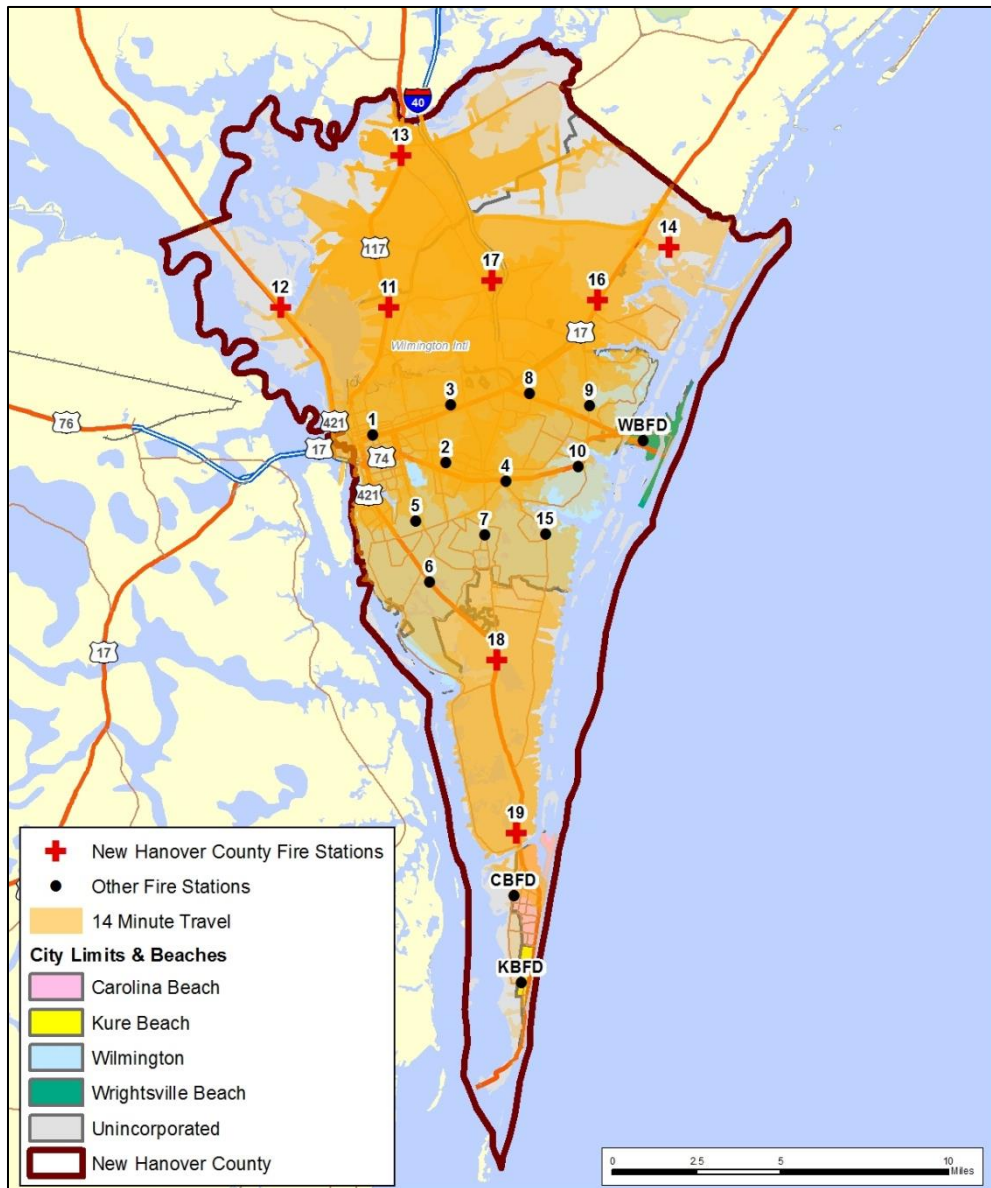 40
13
14
117
17
12
11
16
17
Wilmington Intl
3
8
9
76
421
1
WBFD
17
74
2
10
4
421
5
7
15
6
18
17
19
CBFD
KBFD
New Hanover County Fire Stations
Other Fire Stations
14 Minute Travel
City Limits & Beaches
Carolina Beach
Kure Beach
Wilmington
Wrightsville Beach
Unincorporated
New Hanover County
0 2.5 5 10
Miles